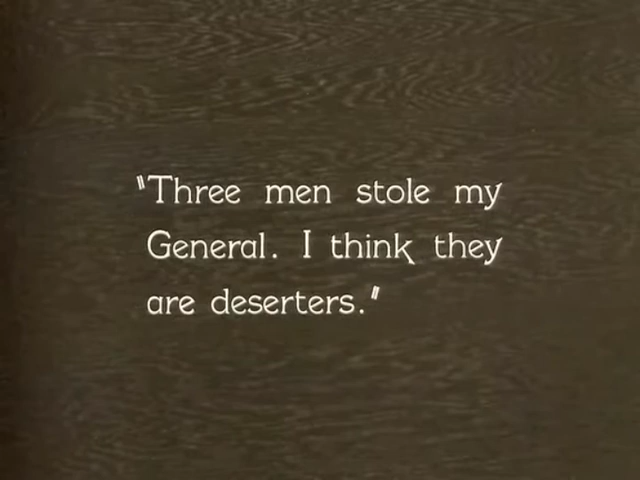 "Three men stole my
General. I think they
are deserters."